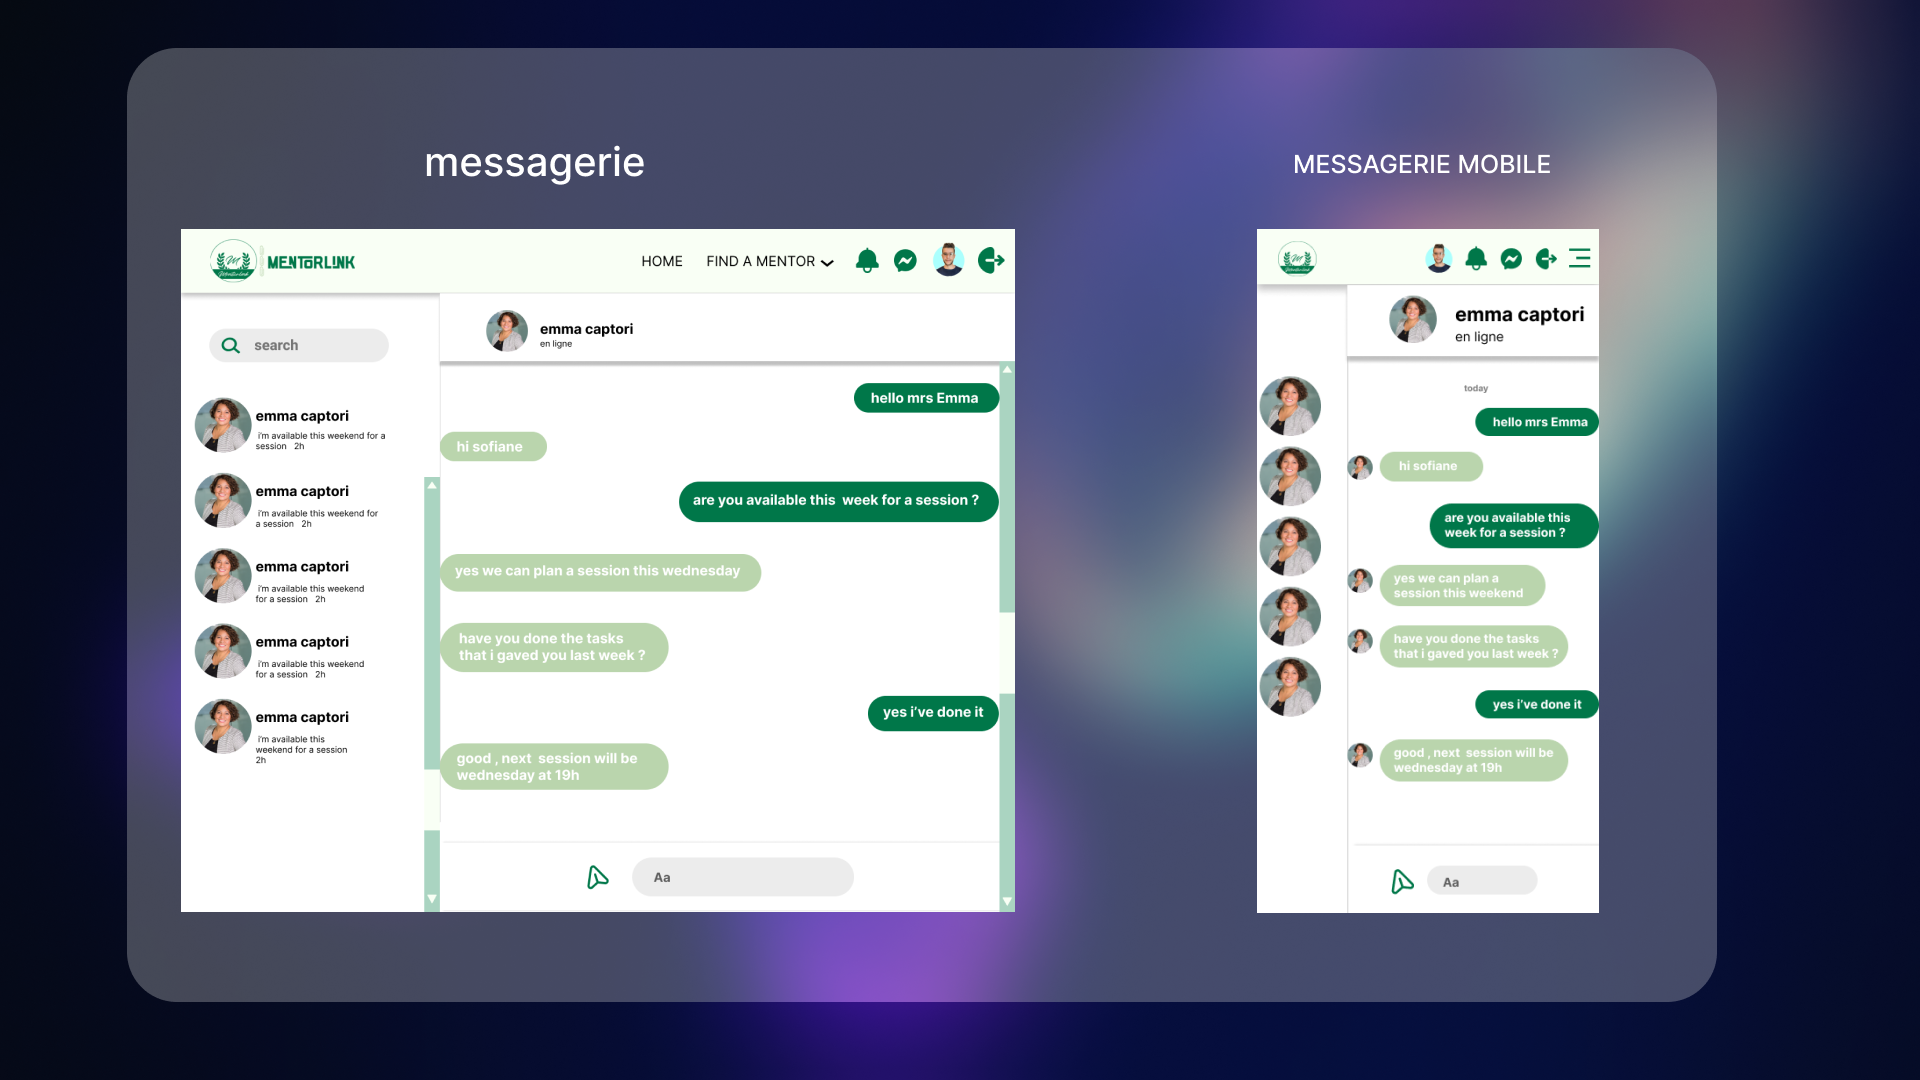 messagerie
MESSAGERIE MOBILE
MENTORLINK
HOME
FIND A MENTOR
search
emma captori
i'm available this weekend for a
session 2h
emma captori
i'm available this weekend for
a session 2h
emma captori
i'm available this weekend
for a session 2h
emma captori
i'm available this weekend
for a session 2h
emma captori
i'm available this
weekend for a session
2h
emma captori
en ligne
hello mrs Emma
hi sofiane
are you available this week for a session ?
yes we can plan a session this wednesday
have you done the tasks
that i gaved you last week ?
yes i've done it
good , next session will be
wednesday at 19h
Aa
emma captori
en ligne
today
hello mrs Emma
hi sofiane
are you available this
week for a session ?
yes we can plan a
session this weekend
have you done the tasks
that i gaved you last week ?
yes i've done it
good , next session will be
wednesday at 19h
Aa